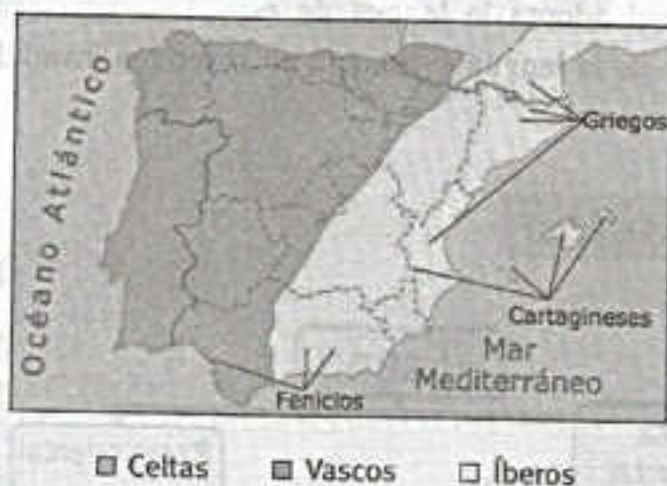 Océano Atlántico
Griegos
Cartagineses
Mar
Mediterráneo
Fenicios
Celtas Vascos Íberos